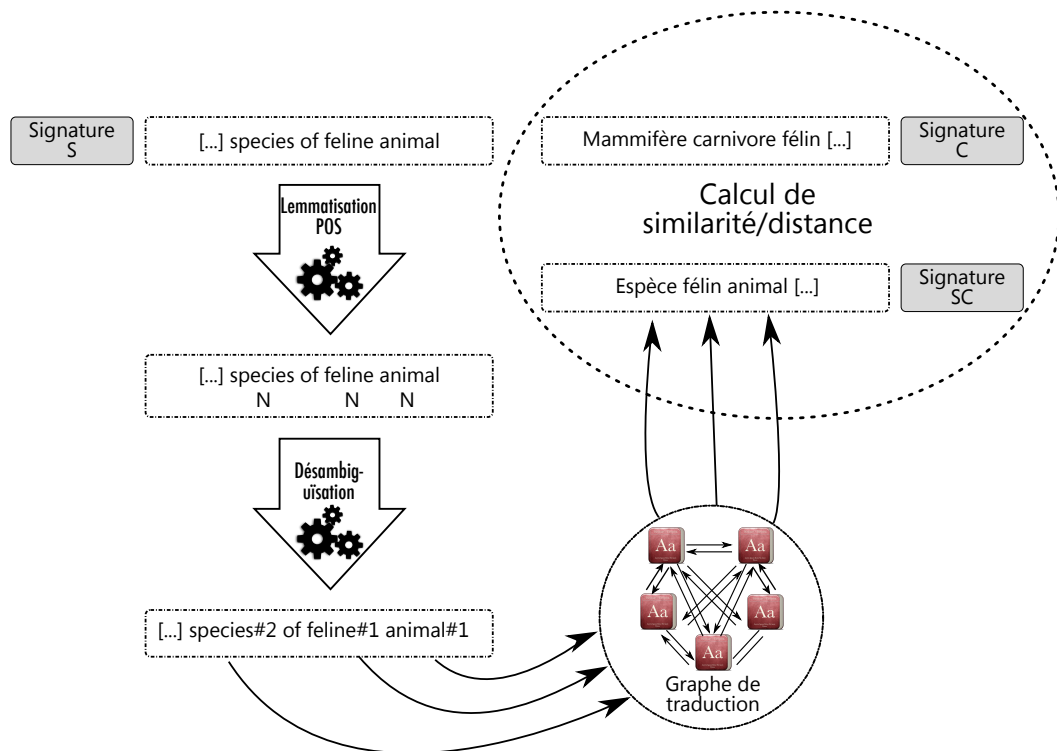 Signature
S
[...] species of feline animal
Mammifère carnivore félin [...]
Signature
C
Lemmatisation
POS
Calcul de
similarité/distance
Espèce félin animal [...]
Signature
SC
[...] species of feline animal
N N N
Désambig-
uïsation
[...] species#2 of feline#1 animal#1
Aa Aa
Aa Aa
Aa
Graphe de
traduction